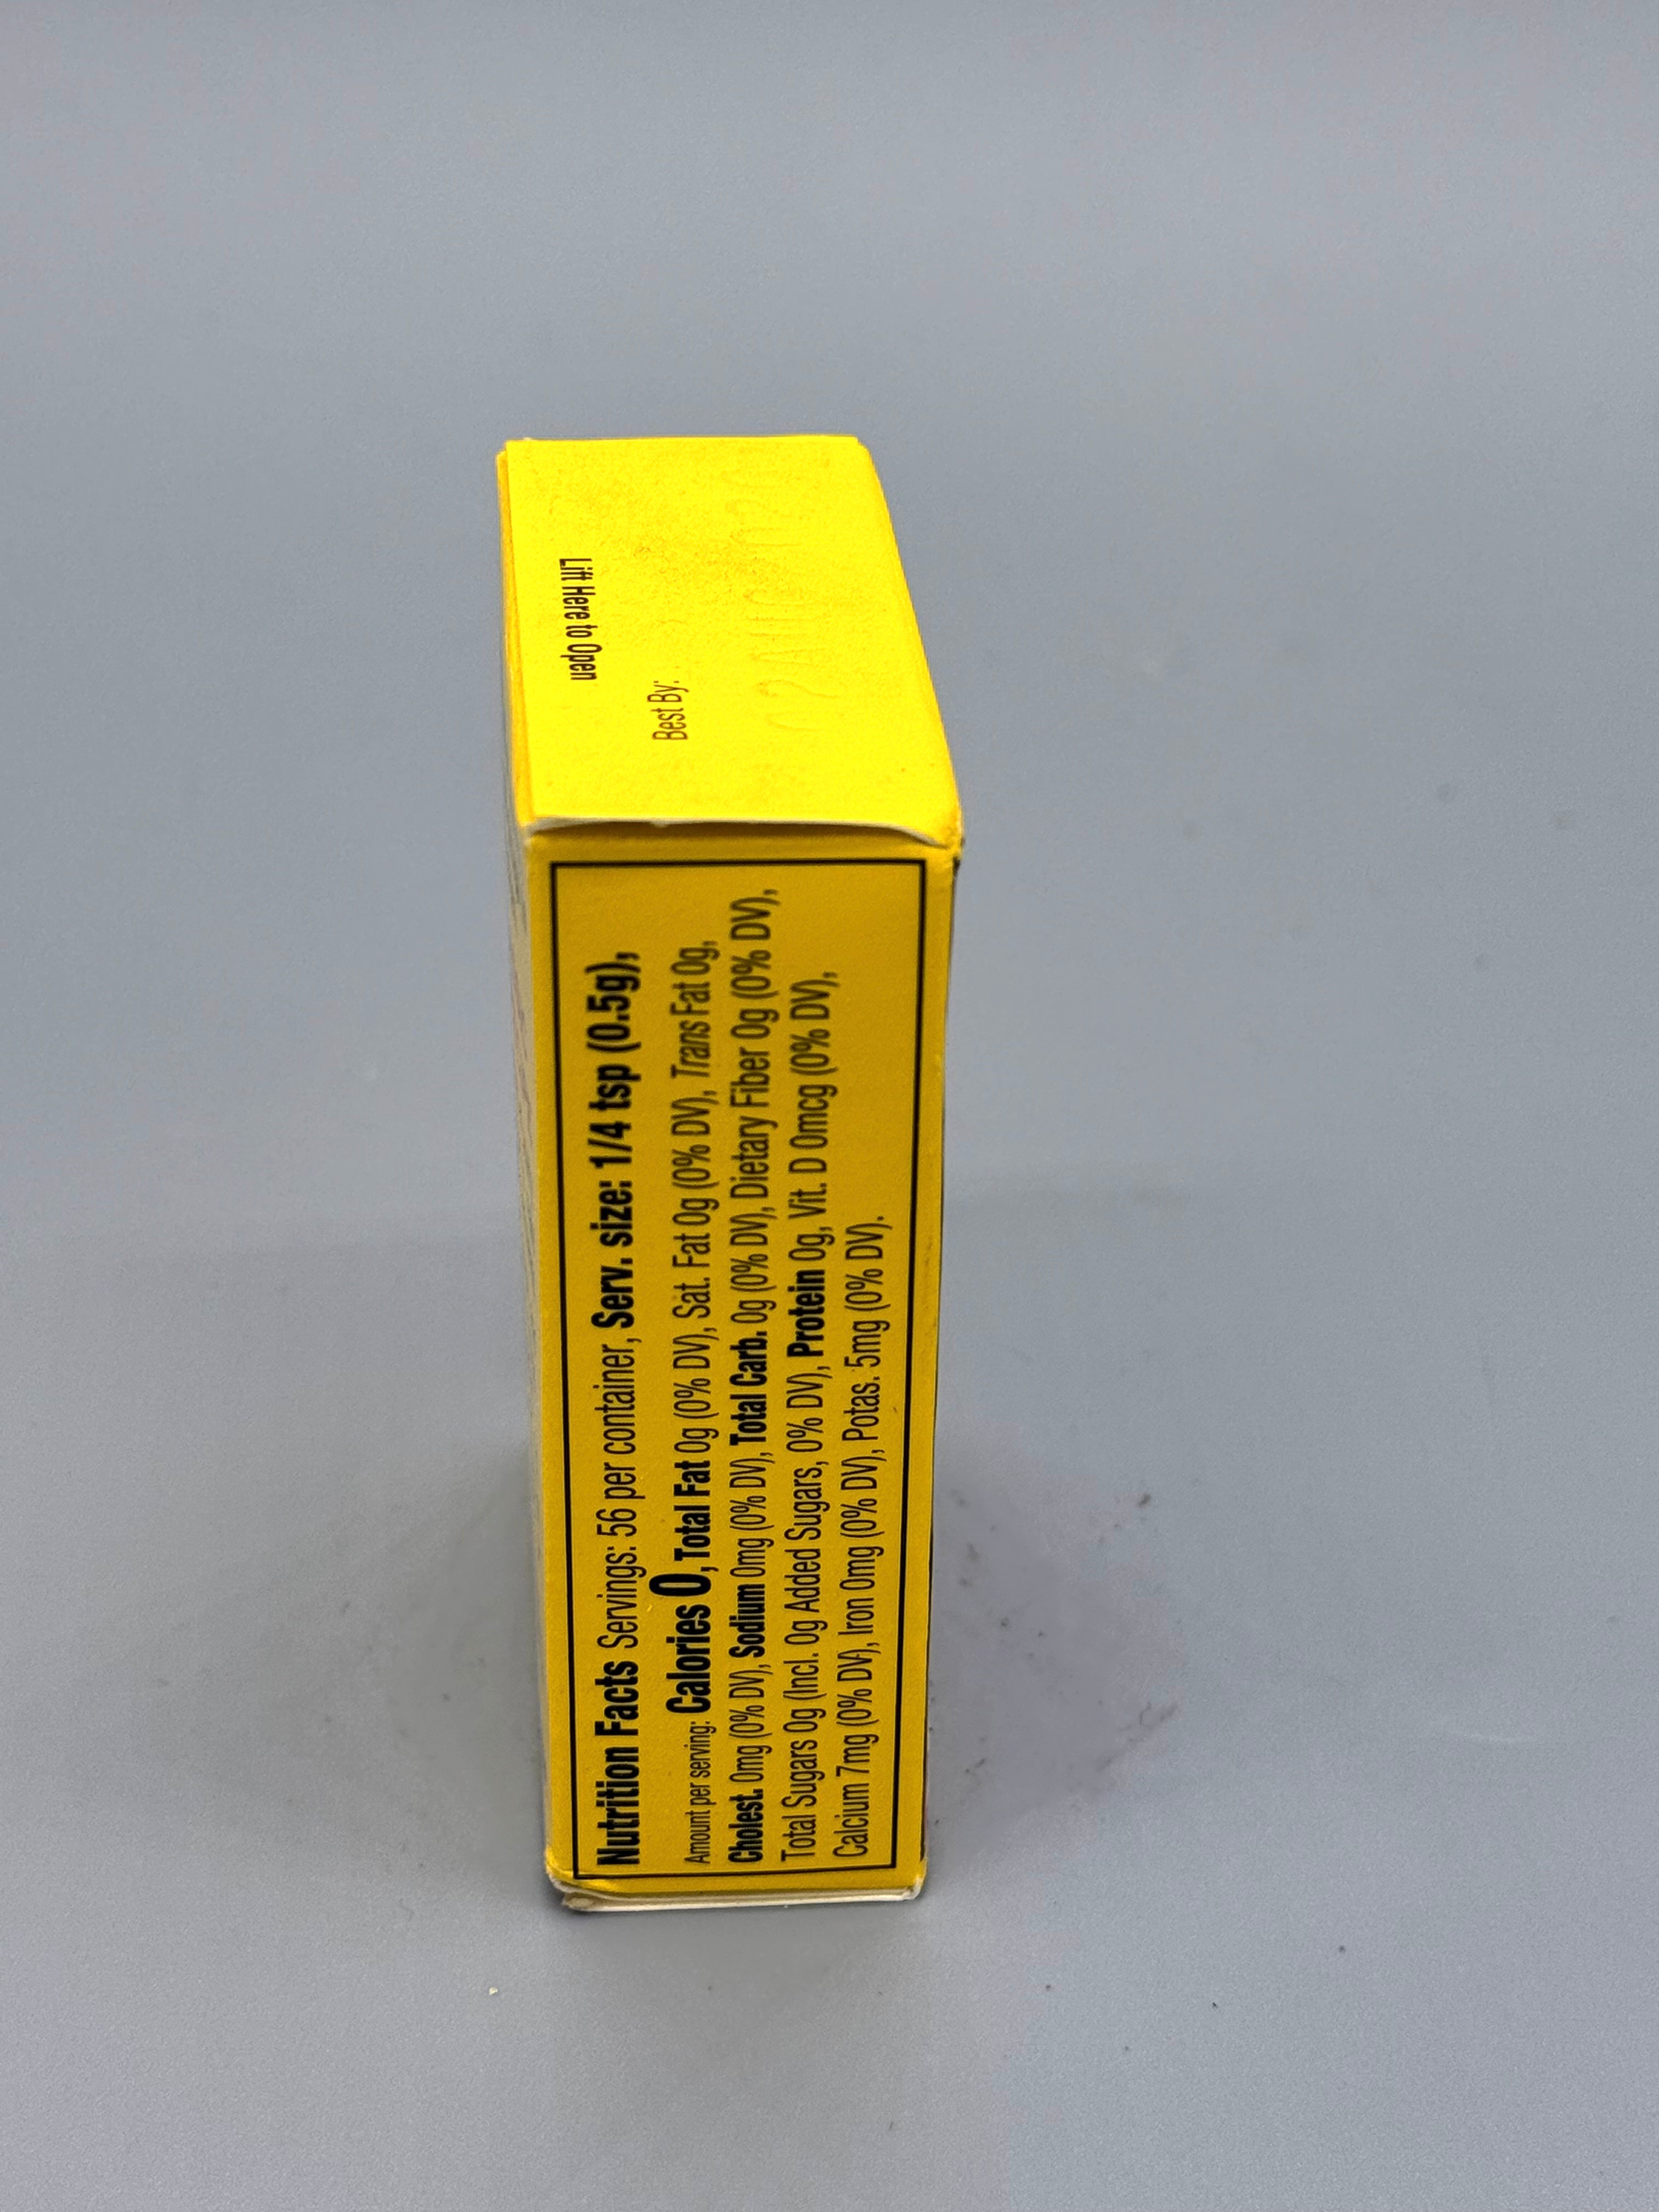 Lift Here to Open
Best By:
Nutrition Facts Servings: 56 per container, Serv. size: 1/4 tsp (0.5g),
Amount per serving: Calories 0, Total Fat 0g (0% DV), Sat. Fat 0g (0% DV), Trans Fat 0g,
Cholest. 0mg (0% DV), Sodium 0mg (0% DV), Total Carb. 0g (0% DV), Dietary Fiber 0g (0% DV),
Total Sugars 0g (Incl. 0g Added Sugars, 0% DV), Protein 0g, Vit. D 0mcg (0% DV),
Calcium 7mg (0% DV), Iron 0mg (0% DV), Potas. 5mg (0% DV).